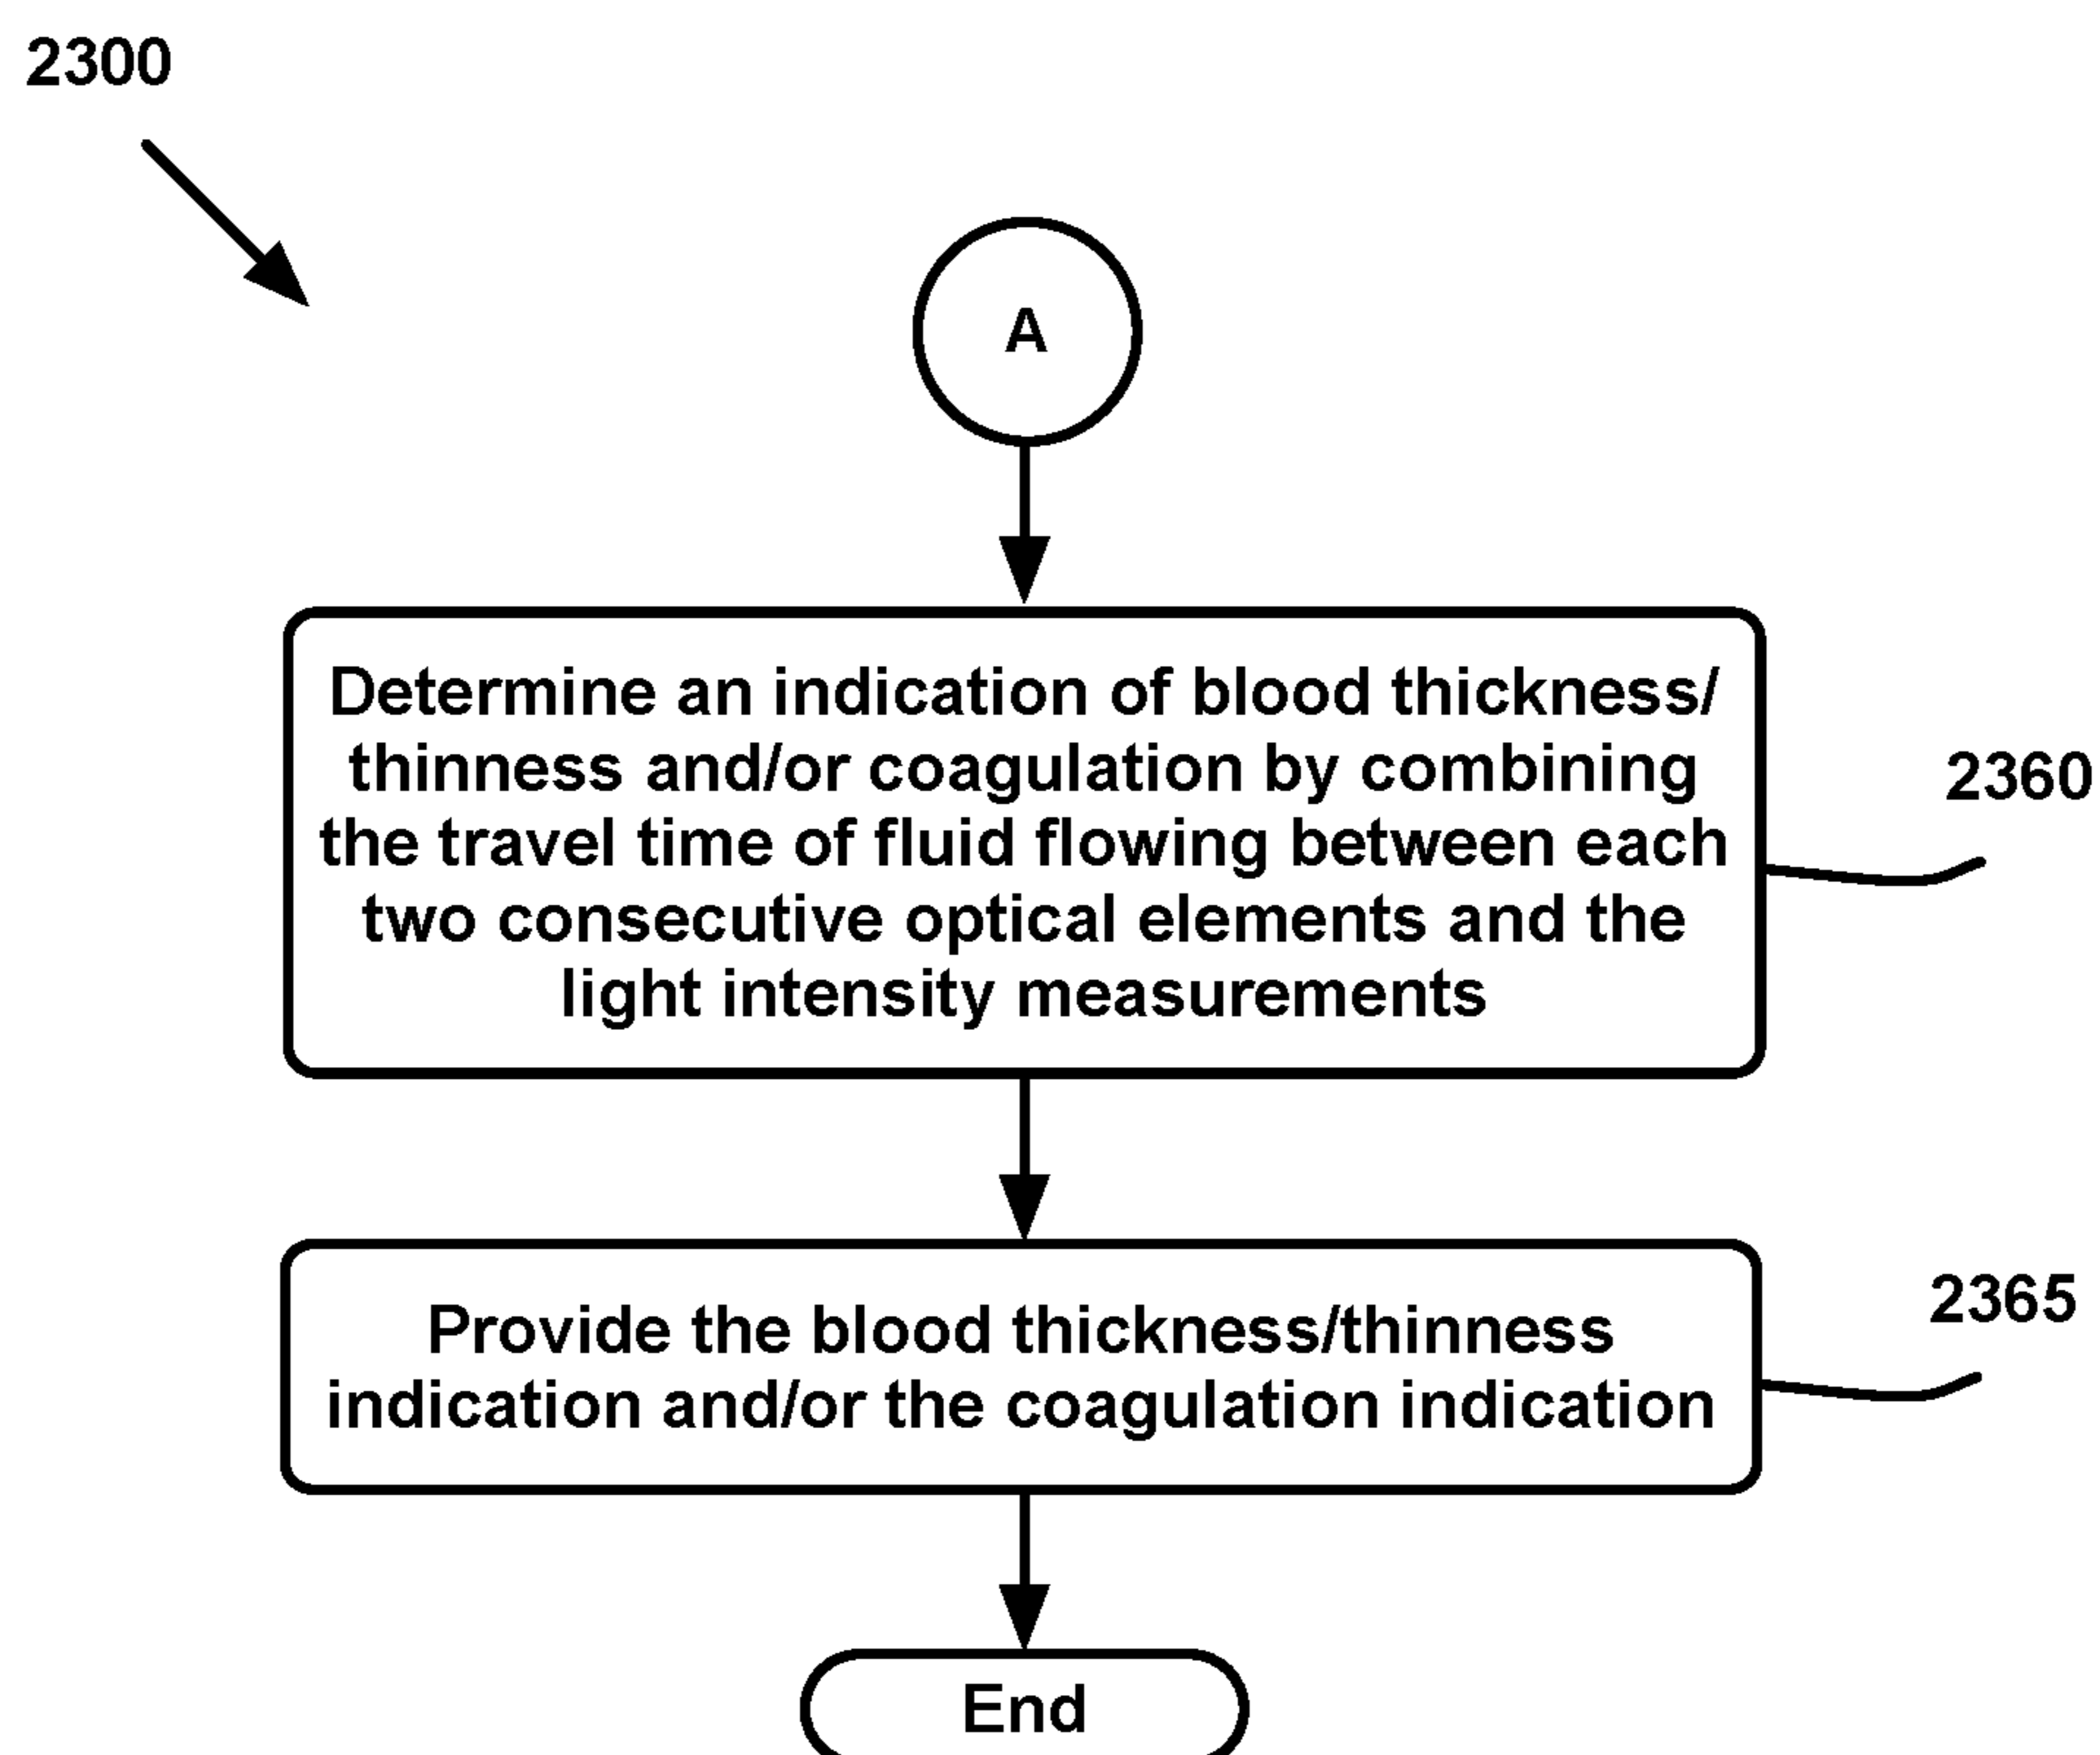 2300
A
Determine an indication of blood thickness/
thinness and/or coagulation by combining
the travel time of fluid flowing between each
two consecutive optical elements and the
light intensity measurements
2360
Provide the blood thickness/thinness
indication and/or the coagulation indication
2365
End